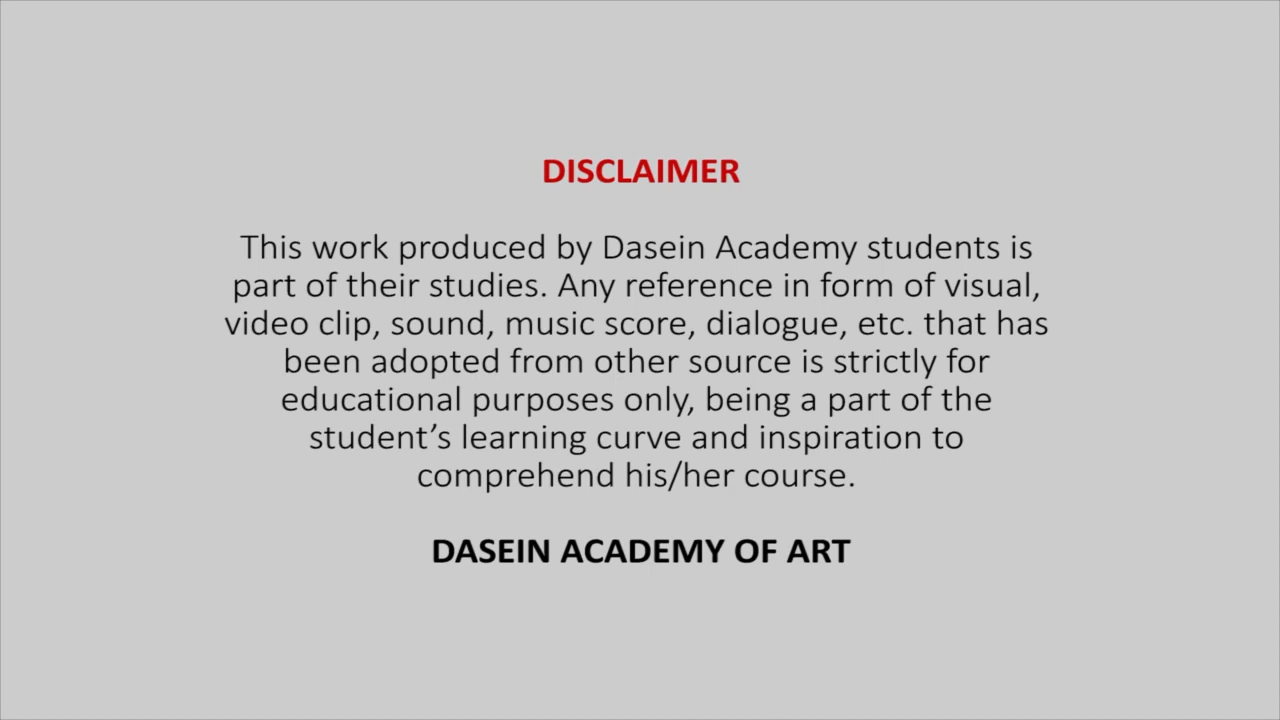 DISCLAIMER
This work produced by Dasein Academy students is
part of their studies. Any reference in form of visual,
video clip, sound, music score, dialogue, etc. that has
been adopted from other source is strictly for
educational purposes only, being a part of the
student’s learning curve and inspiration to
comprehend his/her course.
DASEIN ACADEMY OF ART